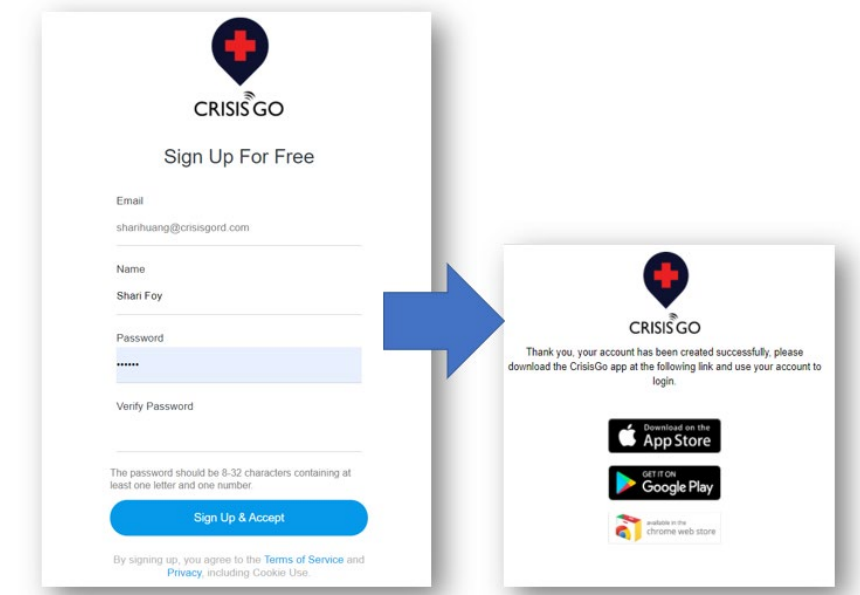 CRISIS GO
Sign Up For Free
Email
sharihuang@crisisgord.com
Name
Shari Foy
Password
••••••
Verify Password
The password should be 8-32 characters containing at
least one letter and one number.
Sign Up & Accept
By signing up, you agree to the Terms of Service and
Privacy, including Cookie Use.
CRISIS GO
Thank you, your account has been created successfully, please
download the CrisisGo app at the following link and use your account to
login.
Download on the
App Store
GET IT ON
Google Play
available in the
chrome web store